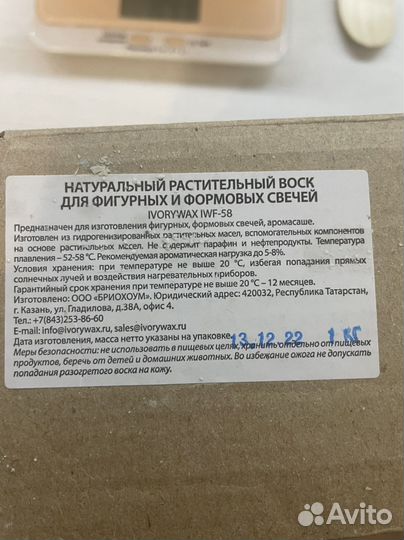 НАТУРАЛЬНЫЙ РАСТИТЕЛЬНЫЙ ВОСК
ДЛЯ ФИГУРНЫХ И ФОРМОВЫХ СВЕЧЕЙ
IVORYWAX IWF-58
Предназначен для изготовления фигурных, формовых свечей, аромасаше.
Изготовлен из гидрогенизированных растительных масел, вспомогательных компонентов
на основе растительных масел. Не содержит парафин и нефтепродукты. Температура
плавления – 52-58 °С. Рекомендуемая ароматическая нагрузка до 5-8%.
Условия хранения: при температуре не выше 20 °С, избегая попадания прямых
солнечных лучей и воздействия нагревательных приборов.
Гарантийный срок хранения при температуре не выше 20 °С – 12 месяцев.
Изготовлено: ООО «БРИОХОУМ». Юридический адрес: 420032, Республика Татарстан,
г. Казань, ул. Гладилова, д.38А, офис 4.
Тел.: +7(843)253-86-60
E-mail: info@ivorywax.ru, sales@ivorywax.ru
Дата изготовления, масса нетто указаны на упаковке 13.12 22 1 кг
Меры безопасности: не использовать в пищевых целях, хранить отдельно от пищевых
продуктов, беречь от детей и домашних животных. Во избежание ожога не допускать
попадания разогретого воска на кожу.
Avito